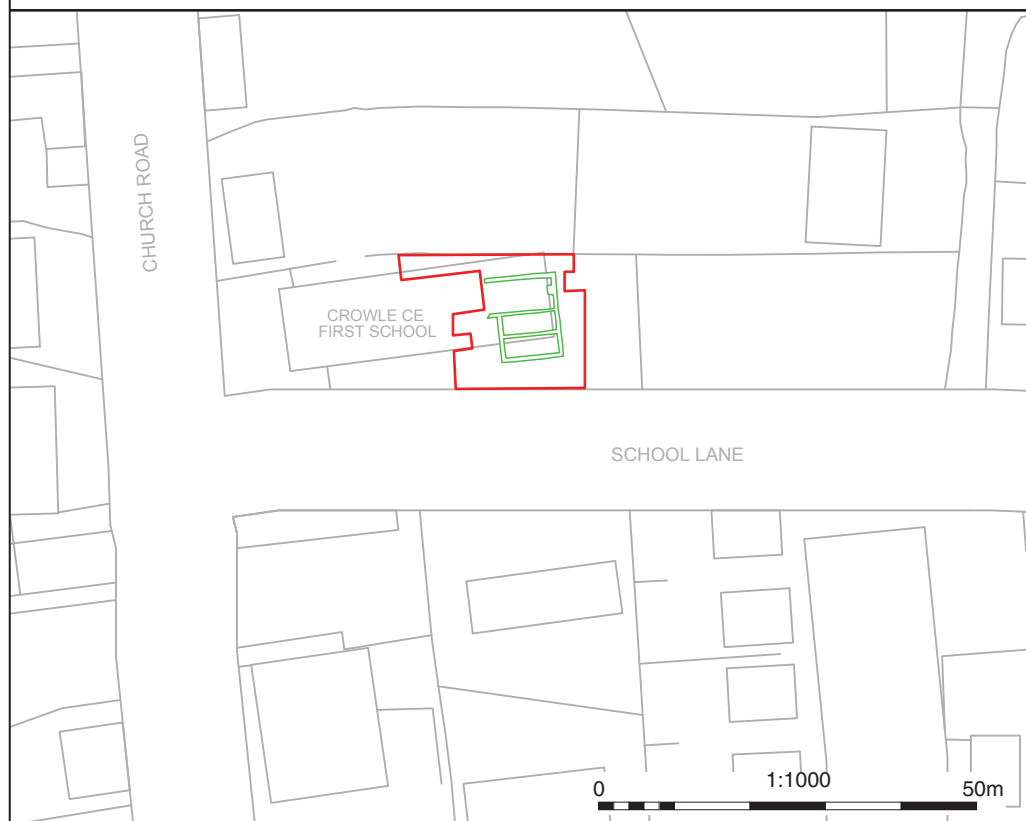 CHURCH ROAD
CROWLE CE
FIRST SCHOOL
SCHOOL LANE
0 1:1000 50m